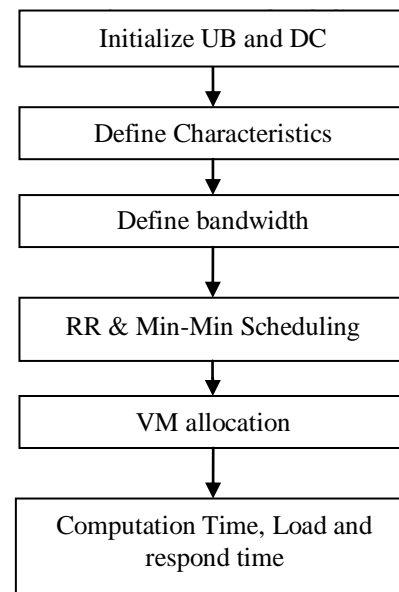 Initialize UB and DC
Define Characteristics
Define bandwidth
RR & Min-Min Scheduling
VM allocation
Computation Time, Load and
respond time